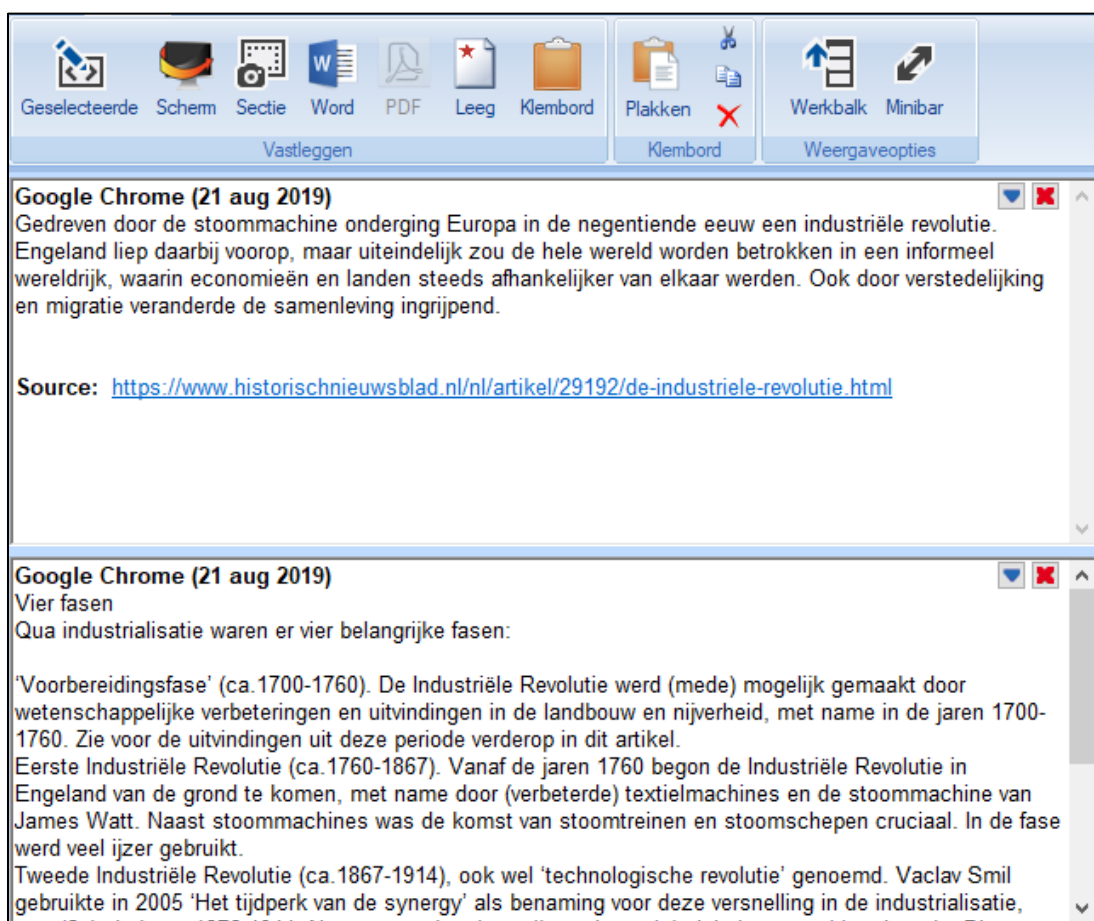 Geselecteerde Scherm Sectie Word PDF Leeg Klembord Plakken Werkbalk Minibar
Vastleggen Klembord Weergaveopties
Google Chrome (21 aug 2019)
Gedreven door de stoommachine onderging Europa in de negentiende eeuw een industriële revolutie.
Engeland liep daarbij voorop, maar uiteindelijk zou de hele wereld worden betrokken in een informeel
wereldrijk, waarin economieën en landen steeds afhankelijker van elkaar werden. Ook door verstedelijking
en migratie veranderde de samenleving ingrijpend.
Source: https://www.historischnieuwsblad.nl/nl/artikel/29192/de-industriele-revolutie.html
Google Chrome (21 aug 2019)
Vier fasen
Qua industrialisatie waren er vier belangrijke fasen:
‘Voorbereidingsfase’ (ca.1700-1760). De Industriële Revolutie werd (mede) mogelijk gemaakt door
wetenschappelijke verbeteringen en uitvindingen in de landbouw en nijverheid, met name in de jaren 1700-
1760. Zie voor de uitvindingen uit deze periode verderop in dit artikel.
Eerste Industriële Revolutie (ca.1760-1867). Vanaf de jaren 1760 begon de Industriële Revolutie in
Engeland van de grond te komen, met name door (verbeterde) textielmachines en de stoommachine van
James Watt. Naast stoommachines was de komst van stoomtreinen en stoomschepen cruciaal. In de fase
werd veel ijzer gebruikt.
Tweede Industriële Revolutie (ca.1867-1914), ook wel ‘technologische revolutie’ genoemd. Vaclav Smil
gebruikte in 2005 ‘Het tijdperk van de synergy’ als benaming voor deze versnelling in de industrialisatie,